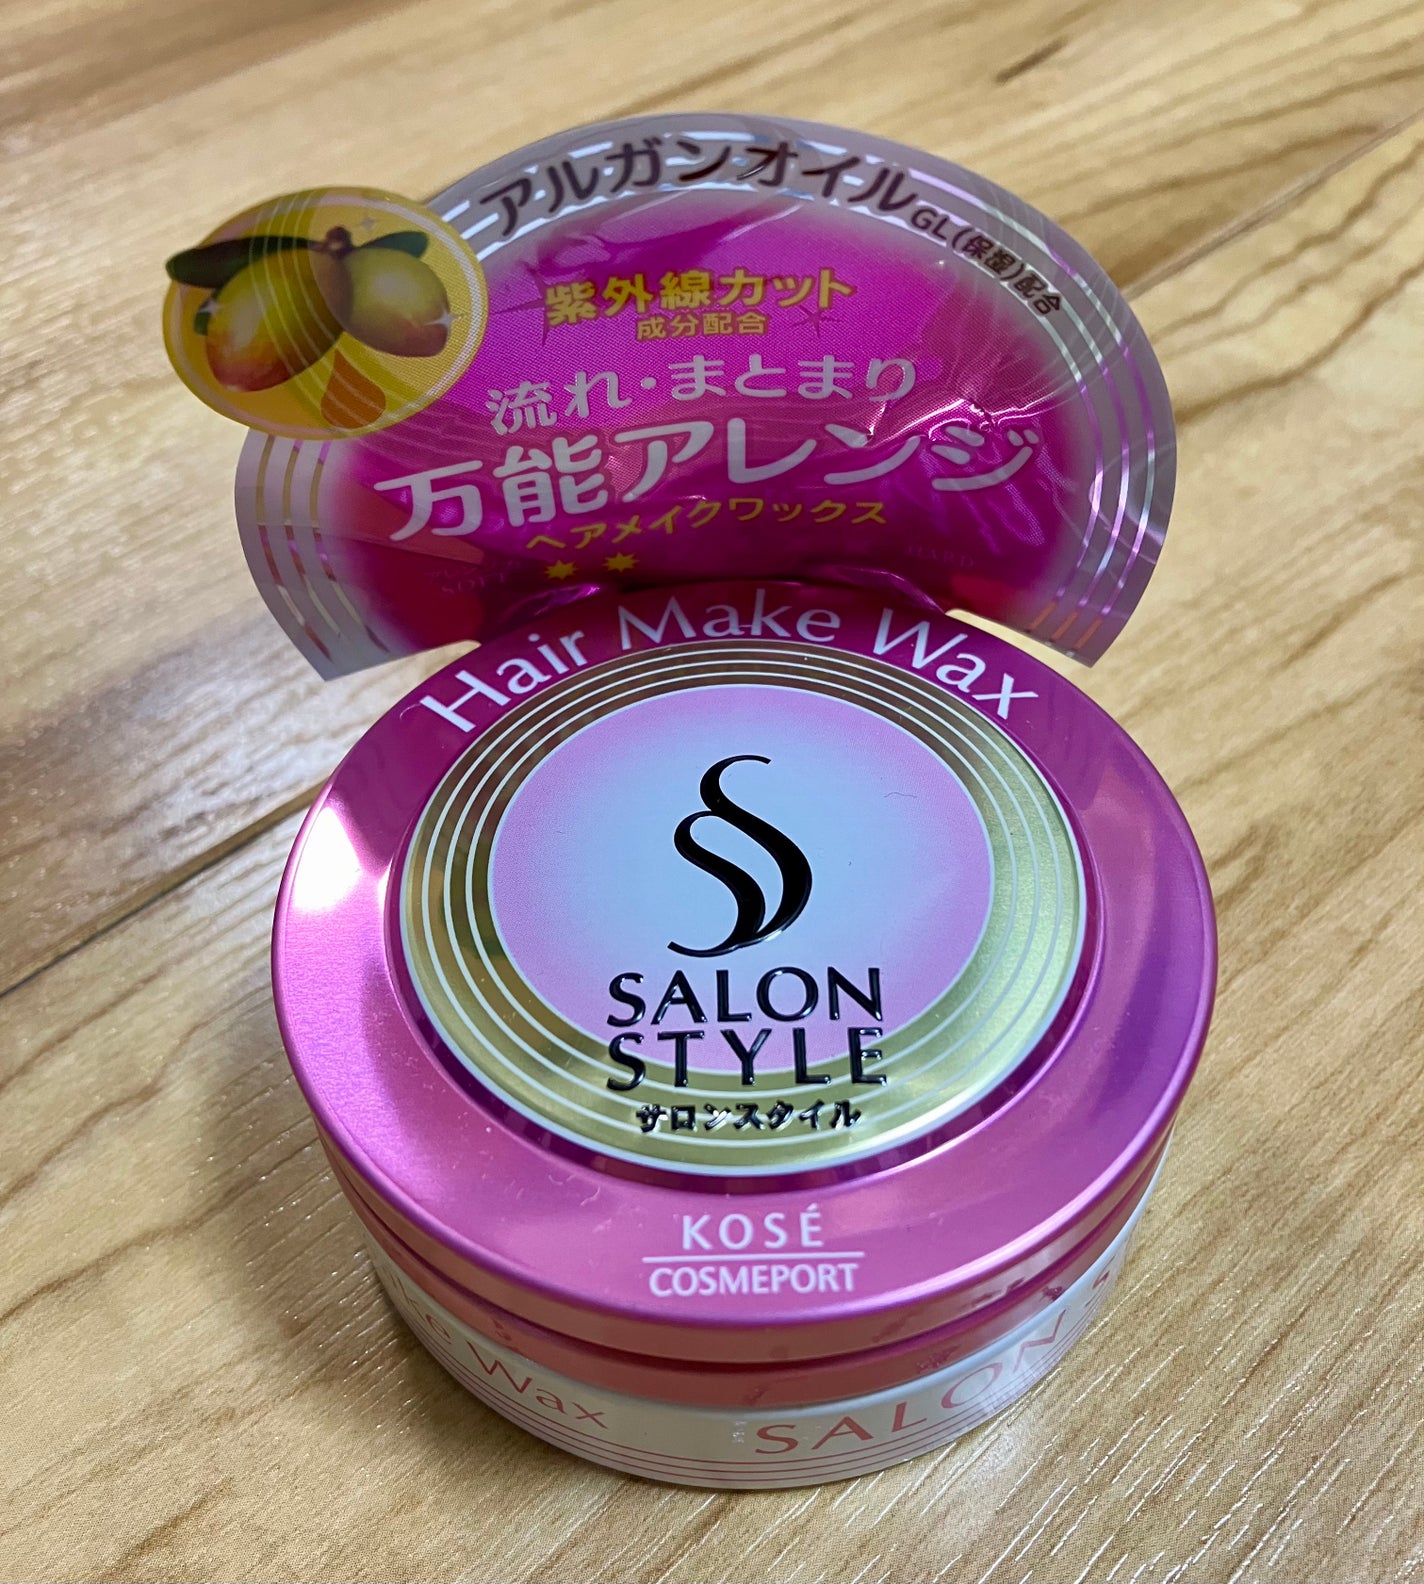 アルガンオイルGL(保湿)配合
紫外線カット
成分配合
流れ・まとまり
万能アレンジ
ヘアメイクワックス
SOFT
HARD
Hair Make Wax
SALON
STYLE
サロンスタイル
KOSÉ
COSMEPORT
Wax
SALON